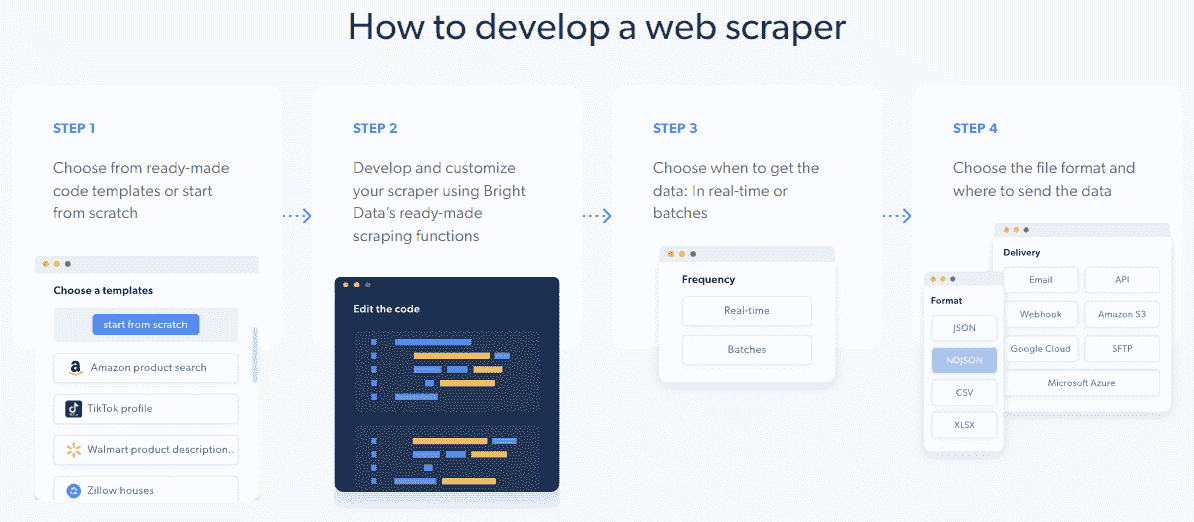 How to develop a web scraper
STEP 1
Choose from ready-made
code templates or start
from scratch
Choose a templates
start from scratch
Amazon product search
TikTok profile
Walmart product description..
Zillow houses
STEP 2
Develop and customize
your scraper using Bright
Data's ready-made
scraping functions
Edit the code
STEP 3
Choose when to get the
data: In real-time or
batches
Frequency
Real-time
Batches
STEP 4
Choose the file format and
where to send the data
Format
JSON
NDJSON
CSV
XLSX
Delivery
Email
API
Webhook
Amazon S3
Google Cloud
SFTP
Microsoft Azure